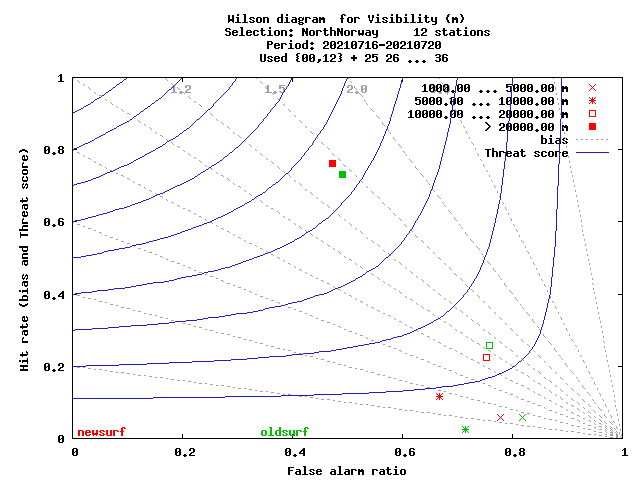 Wilson diagram  for Visibility (m)
Selection: NorthNorway     12 stations
Period: 20210716-20210720
Used {00,12} + 25 26 ... 36
1.2 1.5 2.0
1000.00 ... 5000.00 m
5000.00 ... 10000.00 m
10000.00 ... 20000.00 m
> 20000.00 m
bias
Threat score
Hit rate (bias and Threat score)
1
0.8
0.6
0.4
0.2
0
newsurf oldsurf
0 0.2 0.4 0.6 0.8 1
False alarm ratio